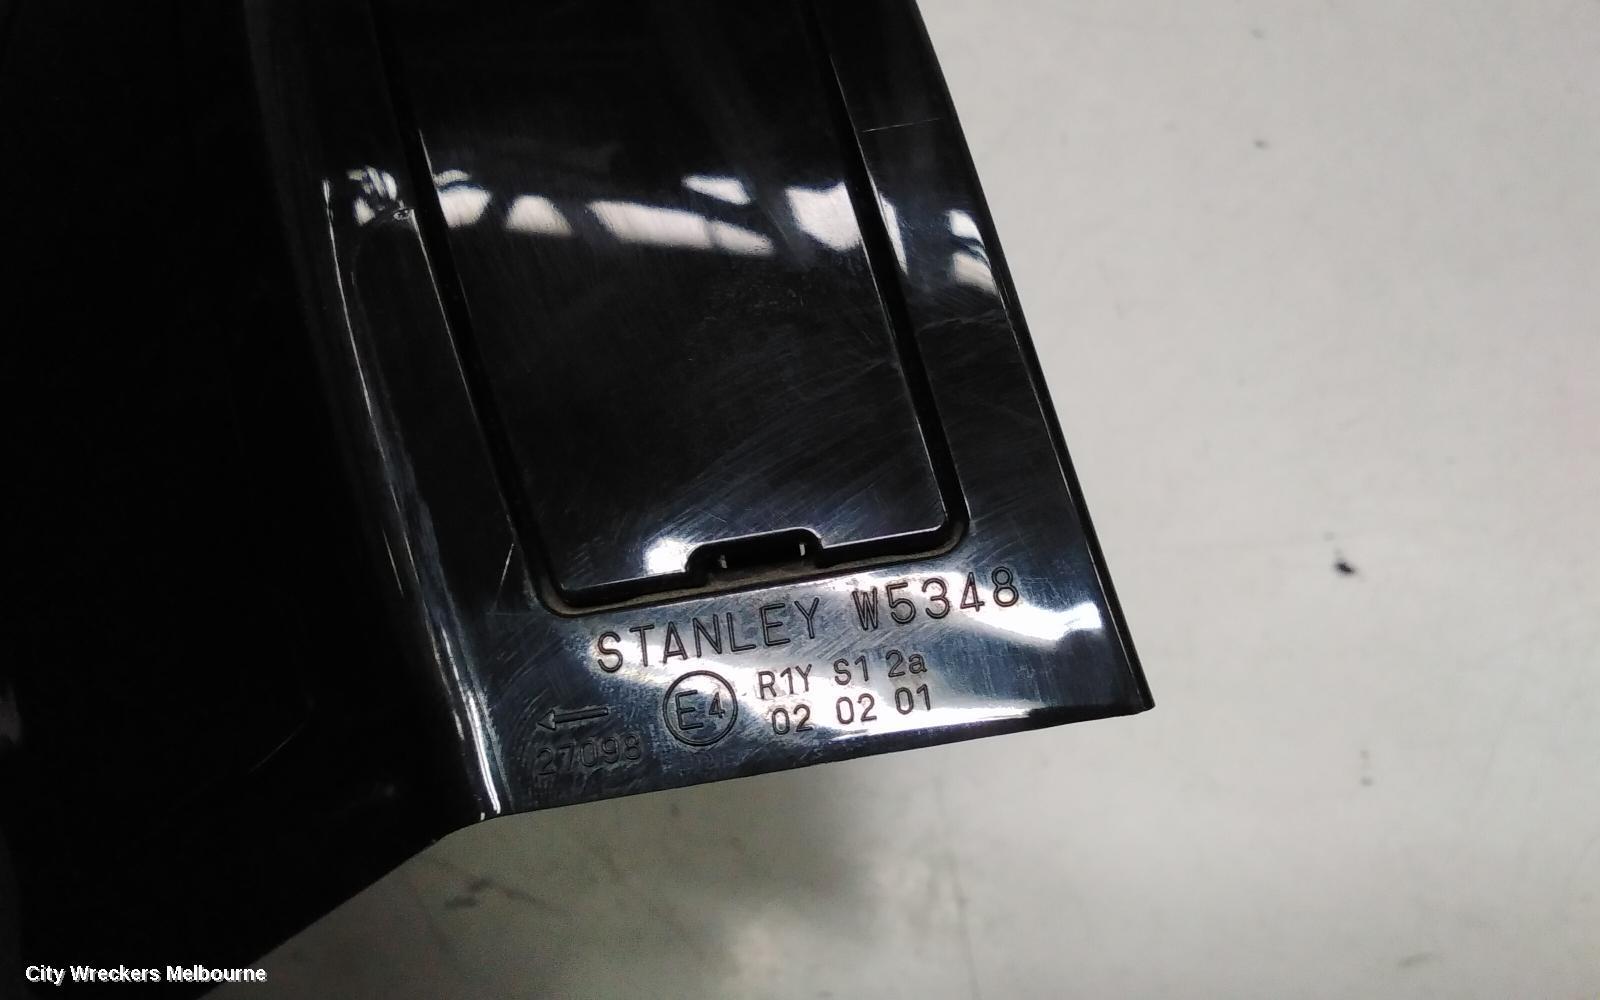 STANLEY W5348
E4 R1Y S1 2a
02 02 01
27098
City Wreckers Melbourne